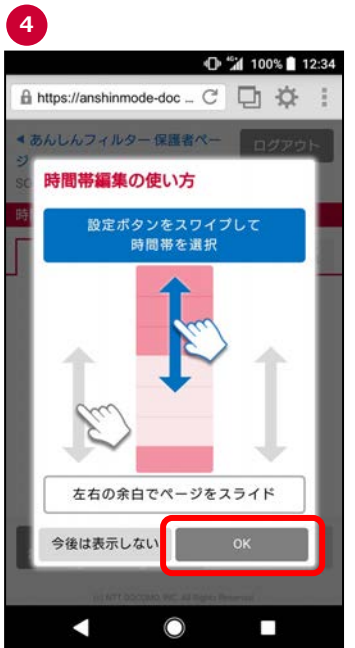 4
4G 100% 12:34
https://anshinmode-doc ...
あんしんフィルター 保護者ペー
ジ
ログアウト
時間帯編集の使い方
設定ボタンをスワイプして
時間帯を選択
左右の余白でページをスライド
今後は表示しない
OK
(c) NTT DOCOMO, INC. All Rights Reserved.